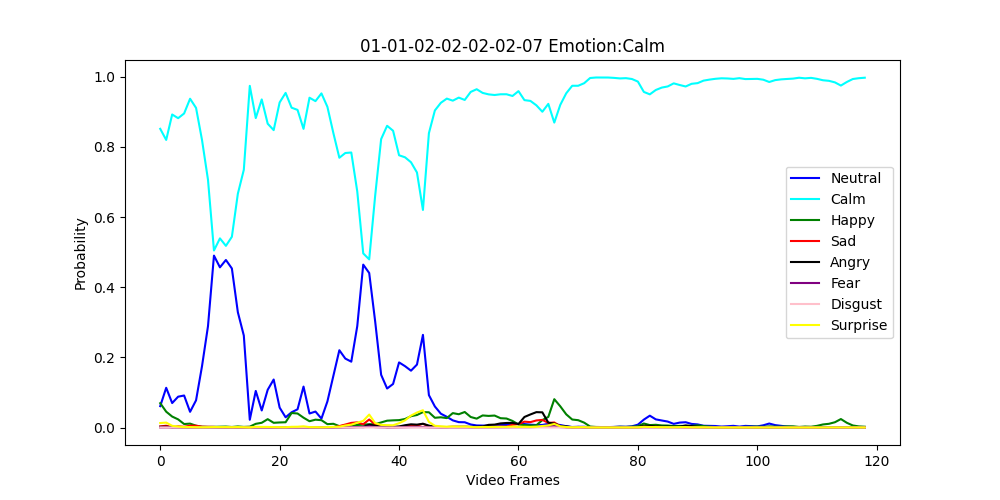 01-01-02-02-02-02-07 Emotion:Calm
Probability
1.0
0.8
0.6
0.4
0.2
0.0
0
20
40
60
80
100
120
Video Frames
Neutral
Calm
Happy
Sad
Angry
Fear
Disgust
Surprise